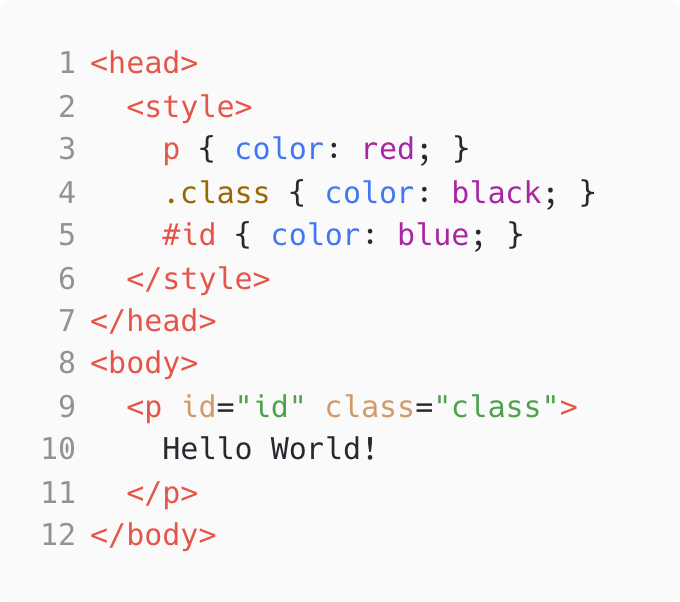 1 <head>
2   <style>
3     p { color: red; }
4     .class { color: black; }
5     #id { color: blue; }
6   </style>
7 </head>
8 <body>
9   <p id="id" class="class">
10     Hello World!
11   </p>
12 </body>